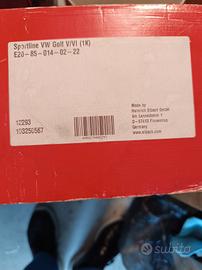 Sportline VW Golf V/VI (1K)
E20-85-014-02-22
12293
103250567
Made by
Heinrich Eibach GmbH
Am Lennedamm 1
D-57413 Finnentrop
Germany
www.eibach.com
subito